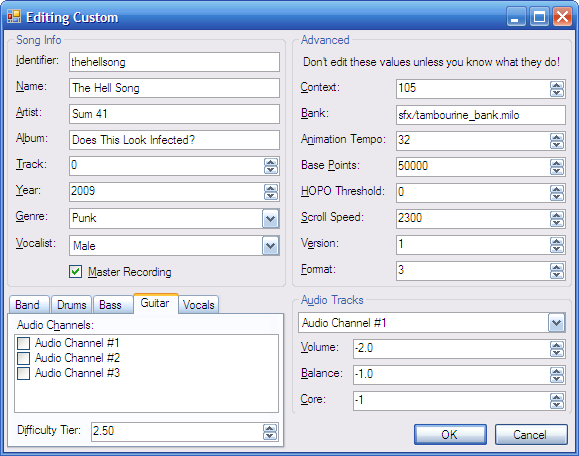 Editing Custom
Song Info
Identifier: thehellsong
Name: The Hell Song
Artist: Sum 41
Album: Does This Look Infected?
Track: 0
Year: 2009
Genre: Punk
Vocalist: Male
Master Recording
Advanced
Don't edit these values unless you know what they do!
Context: 105
Bank: sfx/tambourine_bank.milo
Animation Tempo: 32
Base Points: 50000
HOPO Threshold: 0
Scroll Speed: 2300
Version: 1
Format: 3
Band Drums Bass Guitar Vocals
Audio Channels:
Audio Channel #1
Audio Channel #2
Audio Channel #3
Difficulty Tier: 2.50
Audio Tracks
Audio Channel #1
Volume: -2.0
Balance: -1.0
Core: -1
OK Cancel